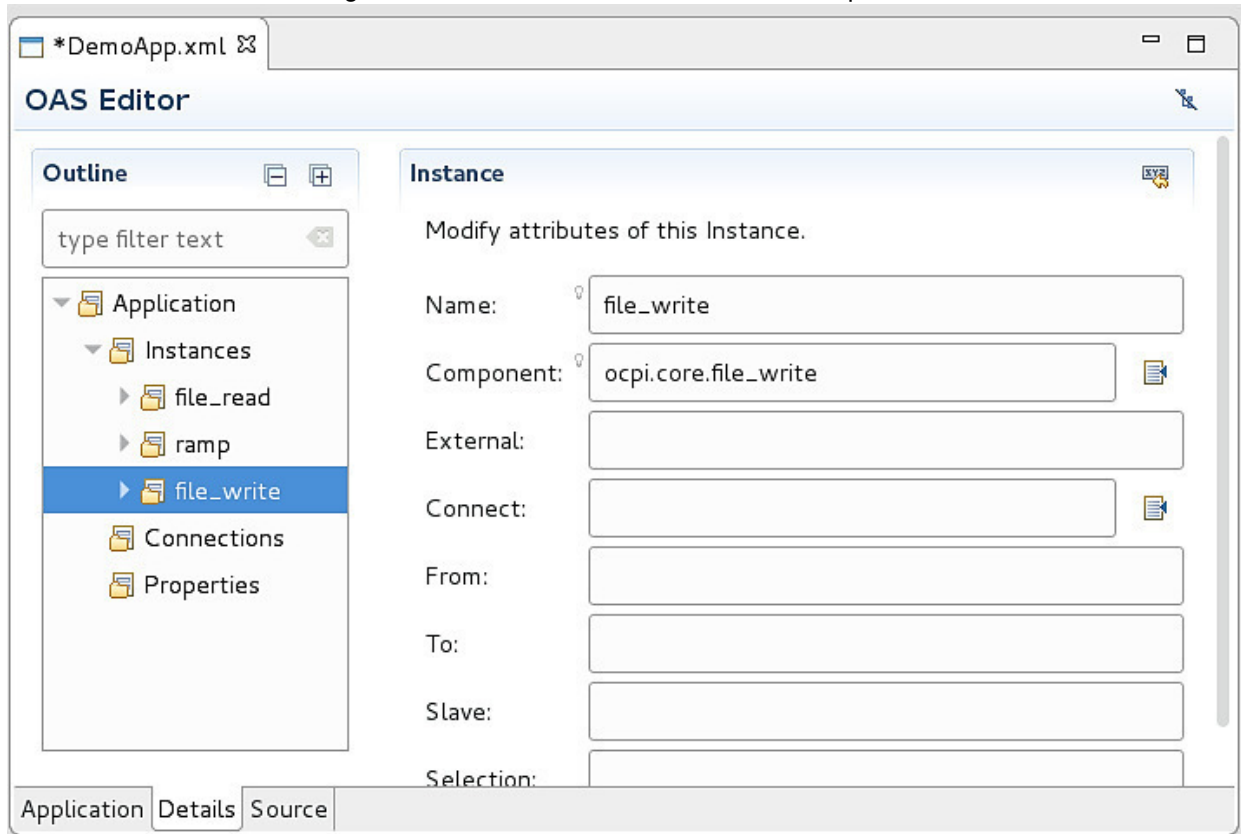 *DemoApp.xml
OAS Editor
Outline
type filter text
Application
Instances
file_read
ramp
file_write
Connections
Properties
Instance
Modify attributes of this Instance.
Name: file_write
Component: ocpi.core.file_write
External:
Connect:
From:
To:
Slave:
Selection:
Application Details Source